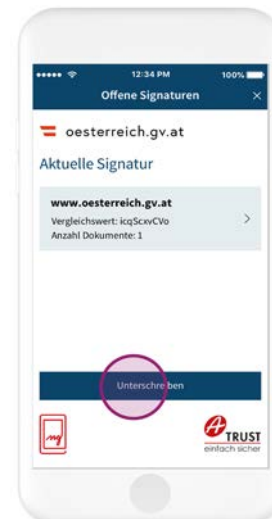 12:34 PM
100%
Offene Signaturen
×
oesterreich.gv.at
Aktuelle Signatur
www.oesterreich.gv.at
Vergleichswert: icqScxvCVo
Anzahl Dokumente: 1
Unterschreiben
A TRUST
einfach sicher